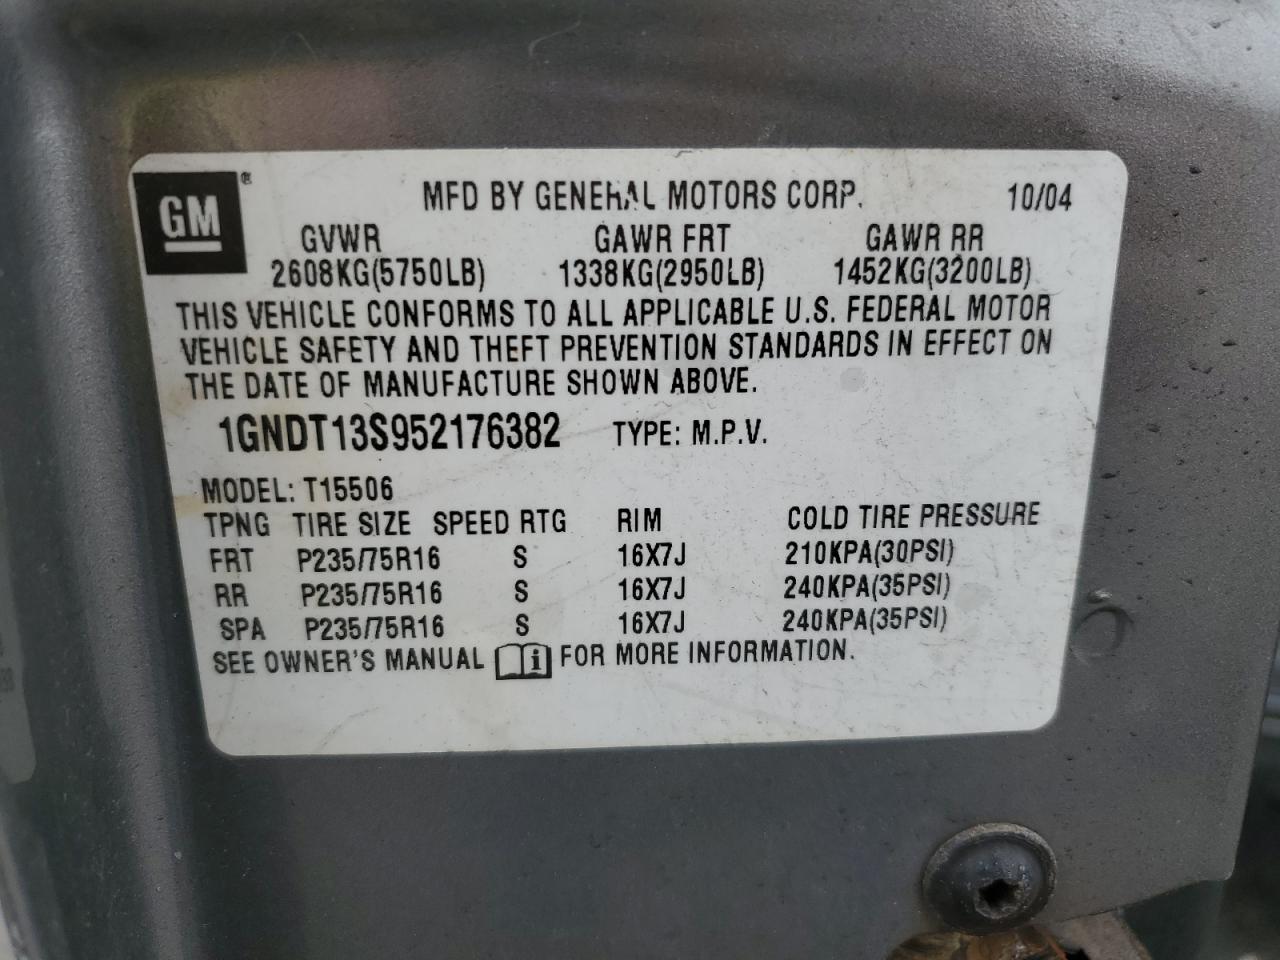 GM® MFD BY GENERAL MOTORS CORP. 10/04
GVWR GAWR FRT GAWR RR
2608KG(5750LB) 1338KG(2950LB) 1452KG(3200LB)
THIS VEHICLE CONFORMS TO ALL APPLICABLE U.S. FEDERAL MOTOR
VEHICLE SAFETY AND THEFT PREVENTION STANDARDS IN EFFECT ON
THE DATE OF MANUFACTURE SHOWN ABOVE.
1GNDT13S952176382 TYPE: M.P.V.
MODEL: T15506
TPNG TIRE SIZE SPEED RTG RIM COLD TIRE PRESSURE
FRT P235/75R16 S 16X7J 210KPA(30PSI)
RR P235/75R16 S 16X7J 240KPA(35PSI)
SPA P235/75R16 S 16X7J 240KPA(35PSI)
SEE OWNER'S MANUAL i FOR MORE INFORMATION.